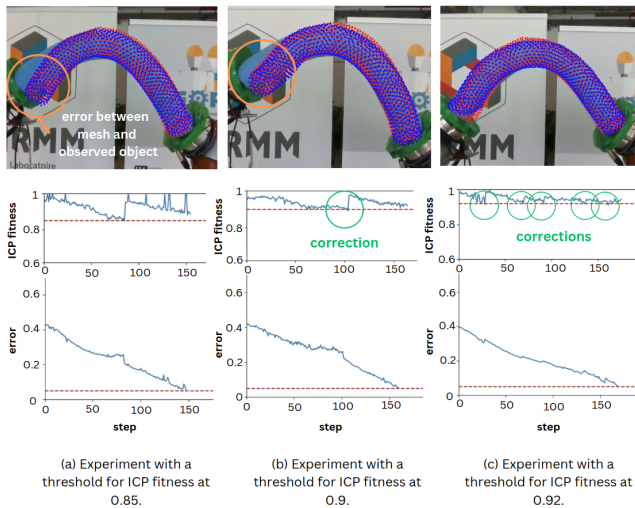 error between
mesh and
observed object
RMM
Laboratoire
RMM
RMM
1
0.8
0.6
ICP fitness
0
50
100
150
1
0.8
0.6
ICP fitness
correction
0
50
100
150
1
0.8
0.6
ICP fitness
corrections
0
50
100
150
0.6
0.4
0.2
0
error
0
50
100
150
step
0.6
0.4
0.2
0
error
0
50
100
150
step
0.6
0.4
0.2
0
error
0
50
100
150
step
(a) Experiment with a
threshold for ICP fitness at
0.85.
(b) Experiment with a
threshold for ICP fitness at
0.9.
(c) Experiment with a
threshold for ICP fitness at
0.92.